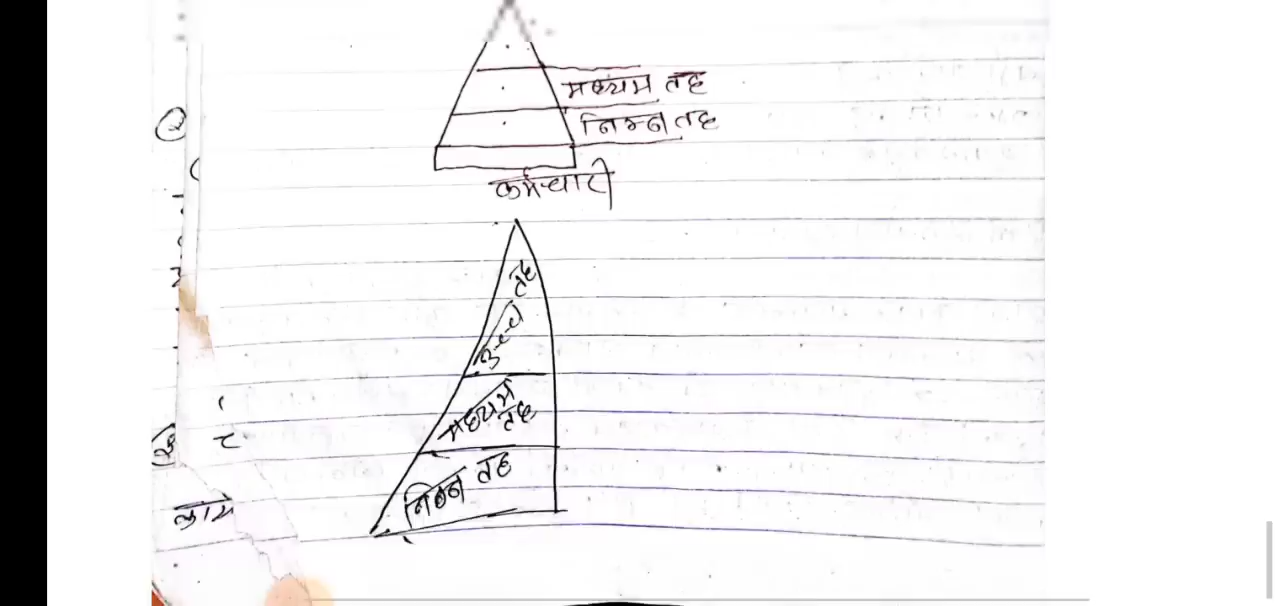 मध्यम तह
निम्न तह
कर्मचारी
उच्च तह
मध्यम
तह
निम्न तह